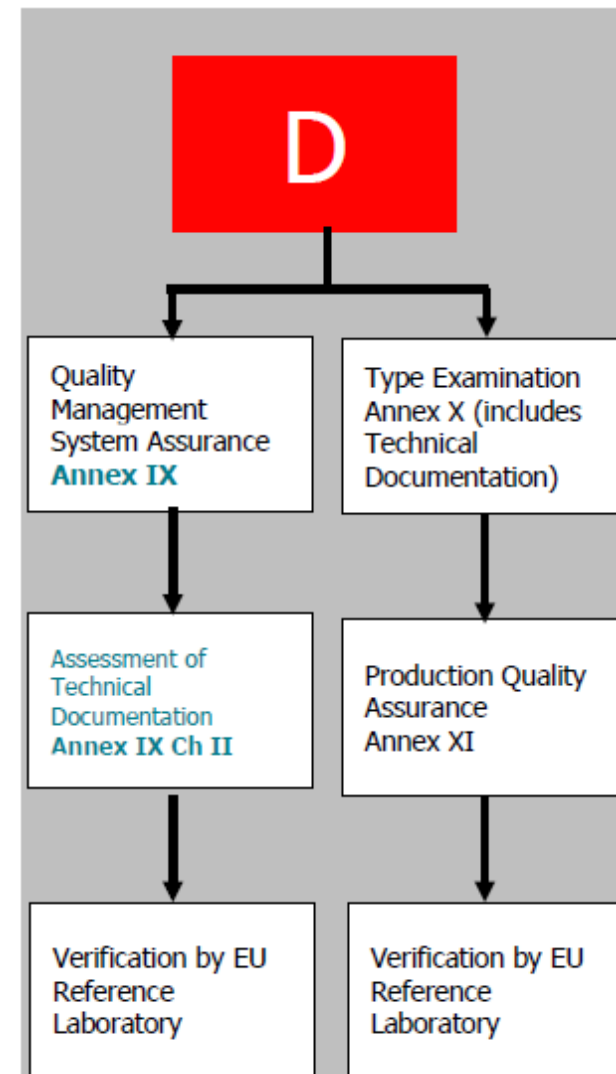 D
Quality
Management
System Assurance
Annex IX
Type Examination
Annex X (includes
Technical
Documentation)
Assessment of
Technical
Documentation
Annex IX Ch II
Production Quality
Assurance
Annex XI
Verification by EU
Reference
Laboratory
Verification by EU
Reference
Laboratory